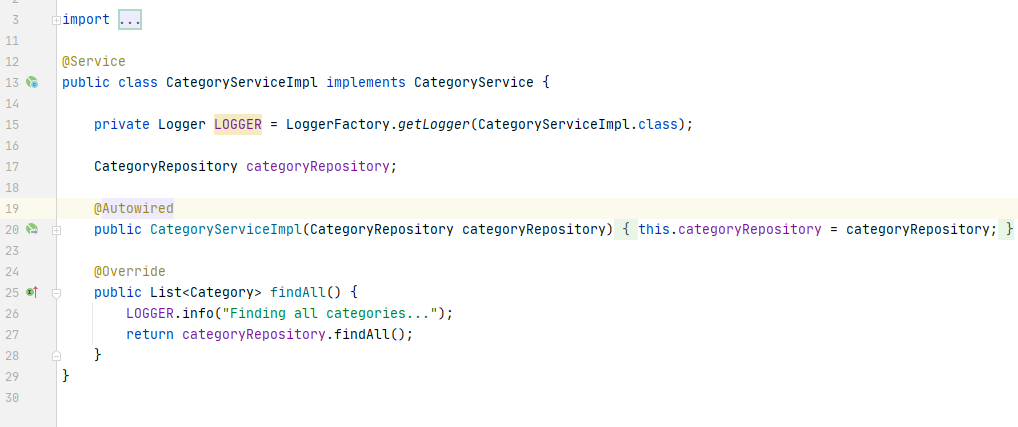 3 import ...
11
12 @Service
13 public class CategoryServiceImpl implements CategoryService {
14
15 private Logger LOGGER = LoggerFactory.getLogger(CategoryServiceImpl.class);
16
17 CategoryRepository categoryRepository;
18
19 @Autowired
20 public CategoryServiceImpl(CategoryRepository categoryRepository) { this.categoryRepository = categoryRepository; }
23
24 @Override
25 public List<Category> findAll() {
26 LOGGER.info("Finding all categories...");
27 return categoryRepository.findAll();
28 }
29 }
30